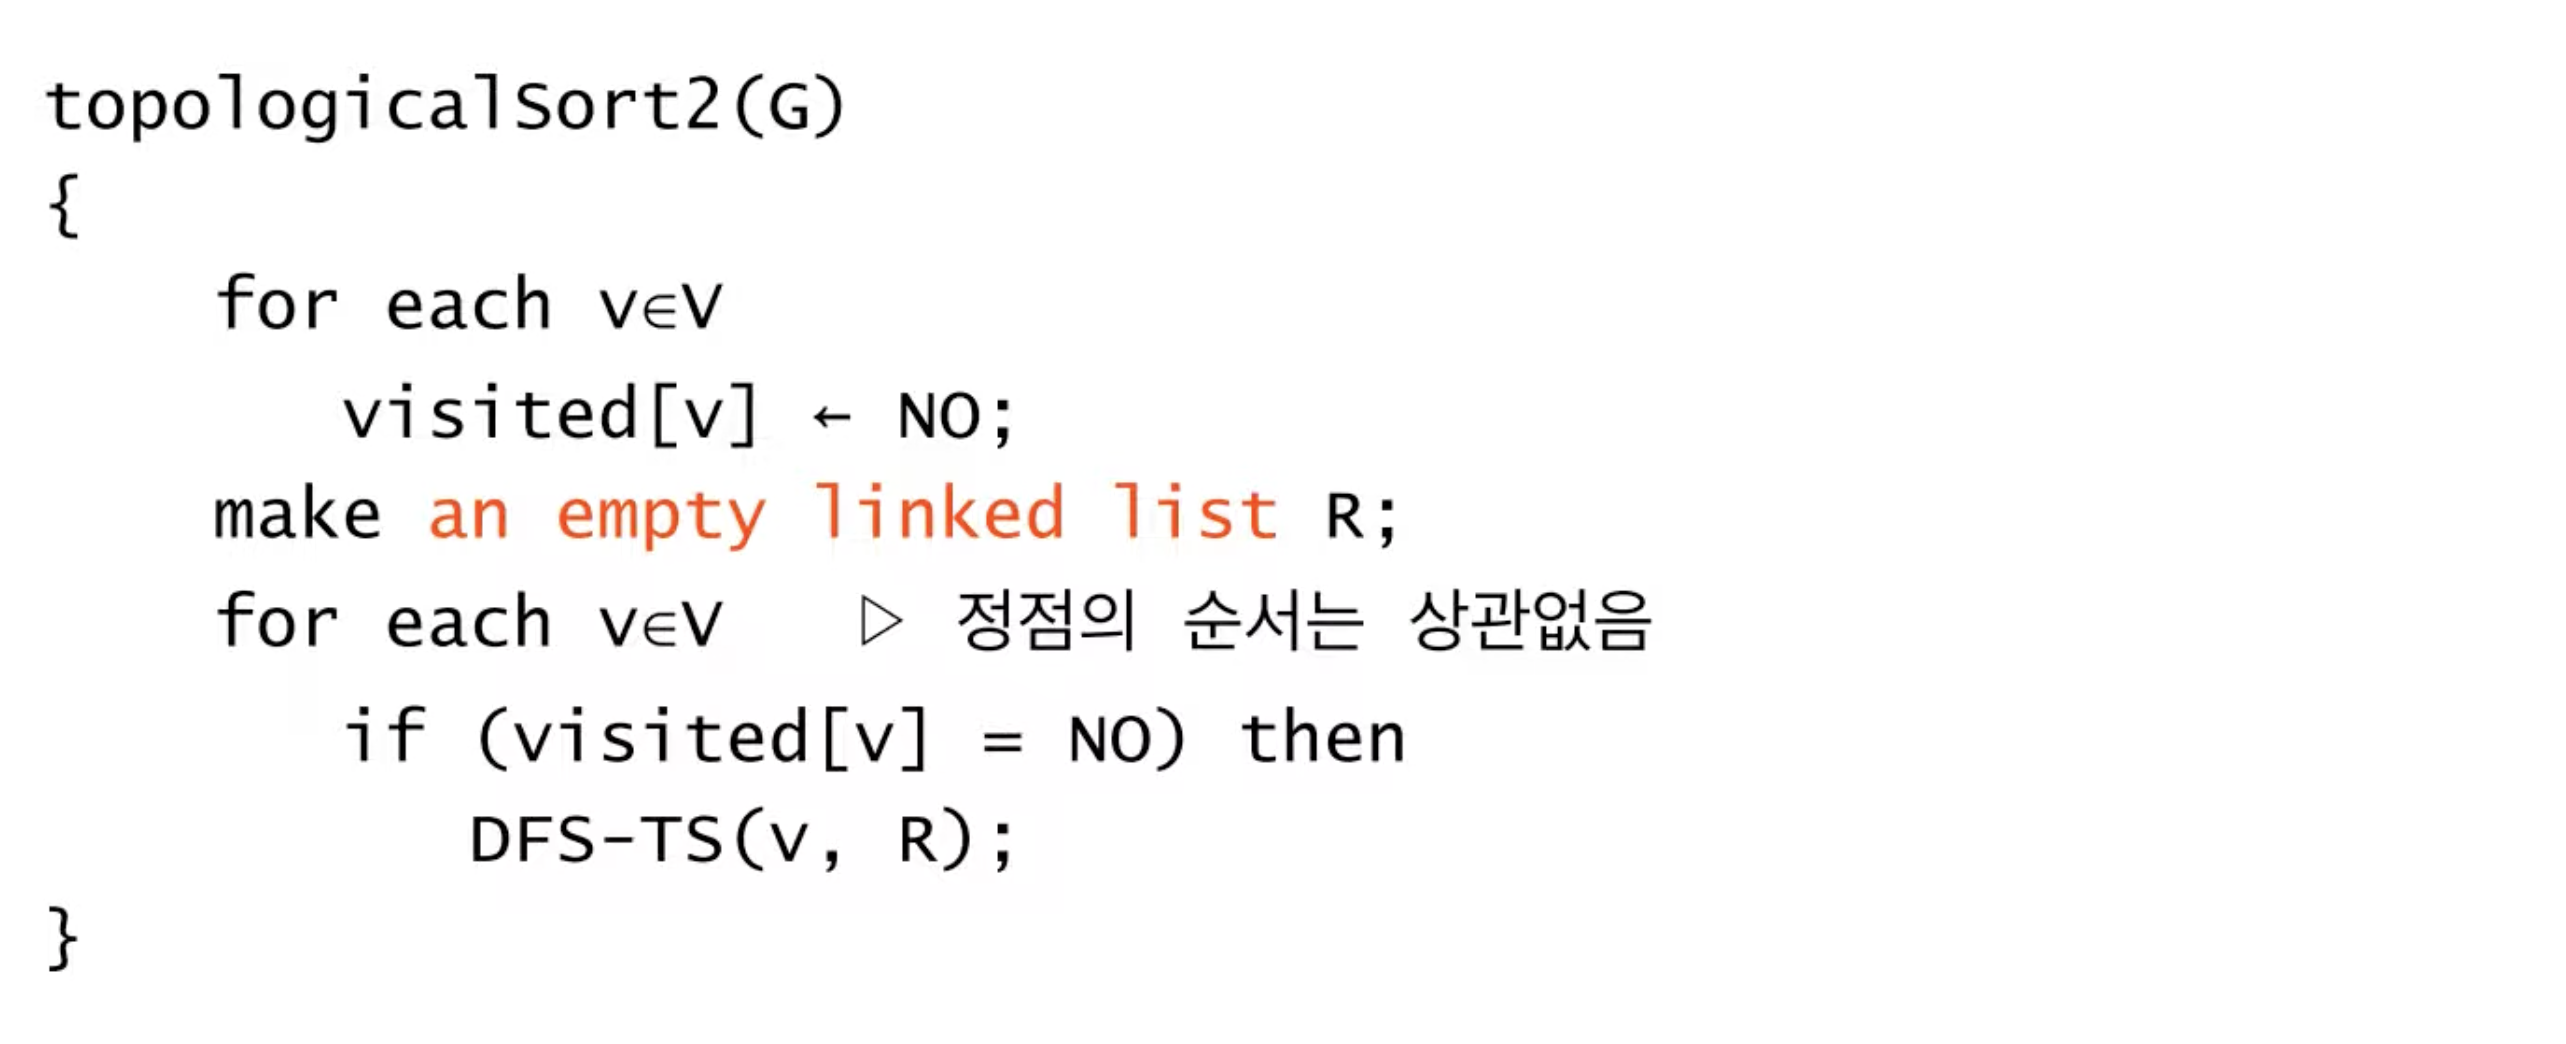 topologicalSort2(G)
{
for each v∈V
visited[v] ← NO;
make an empty linked list R;
for each v∈V ▷ 정점의 순서는 상관없음
if (visited[v] = NO) then
DFS-TS(v, R);
}